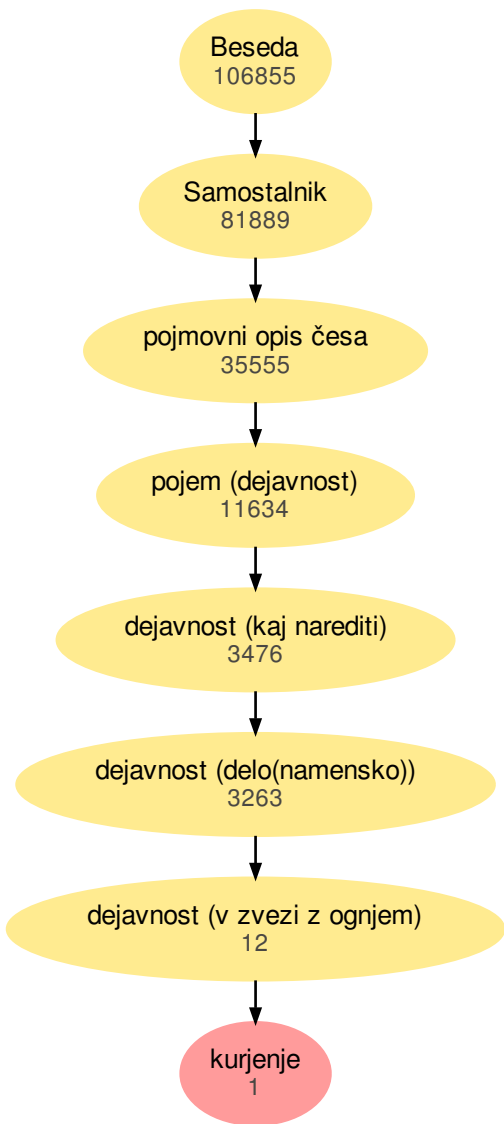 Beseda
106855
Samostalnik
81889
pojmovni opis česa
35555
pojem (dejavnost)
11634
dejavnost (kaj narediti)
3476
dejavnost (delo(namensko))
3263
dejavnost (v zvezi z ognjem)
12
kurjenje
1